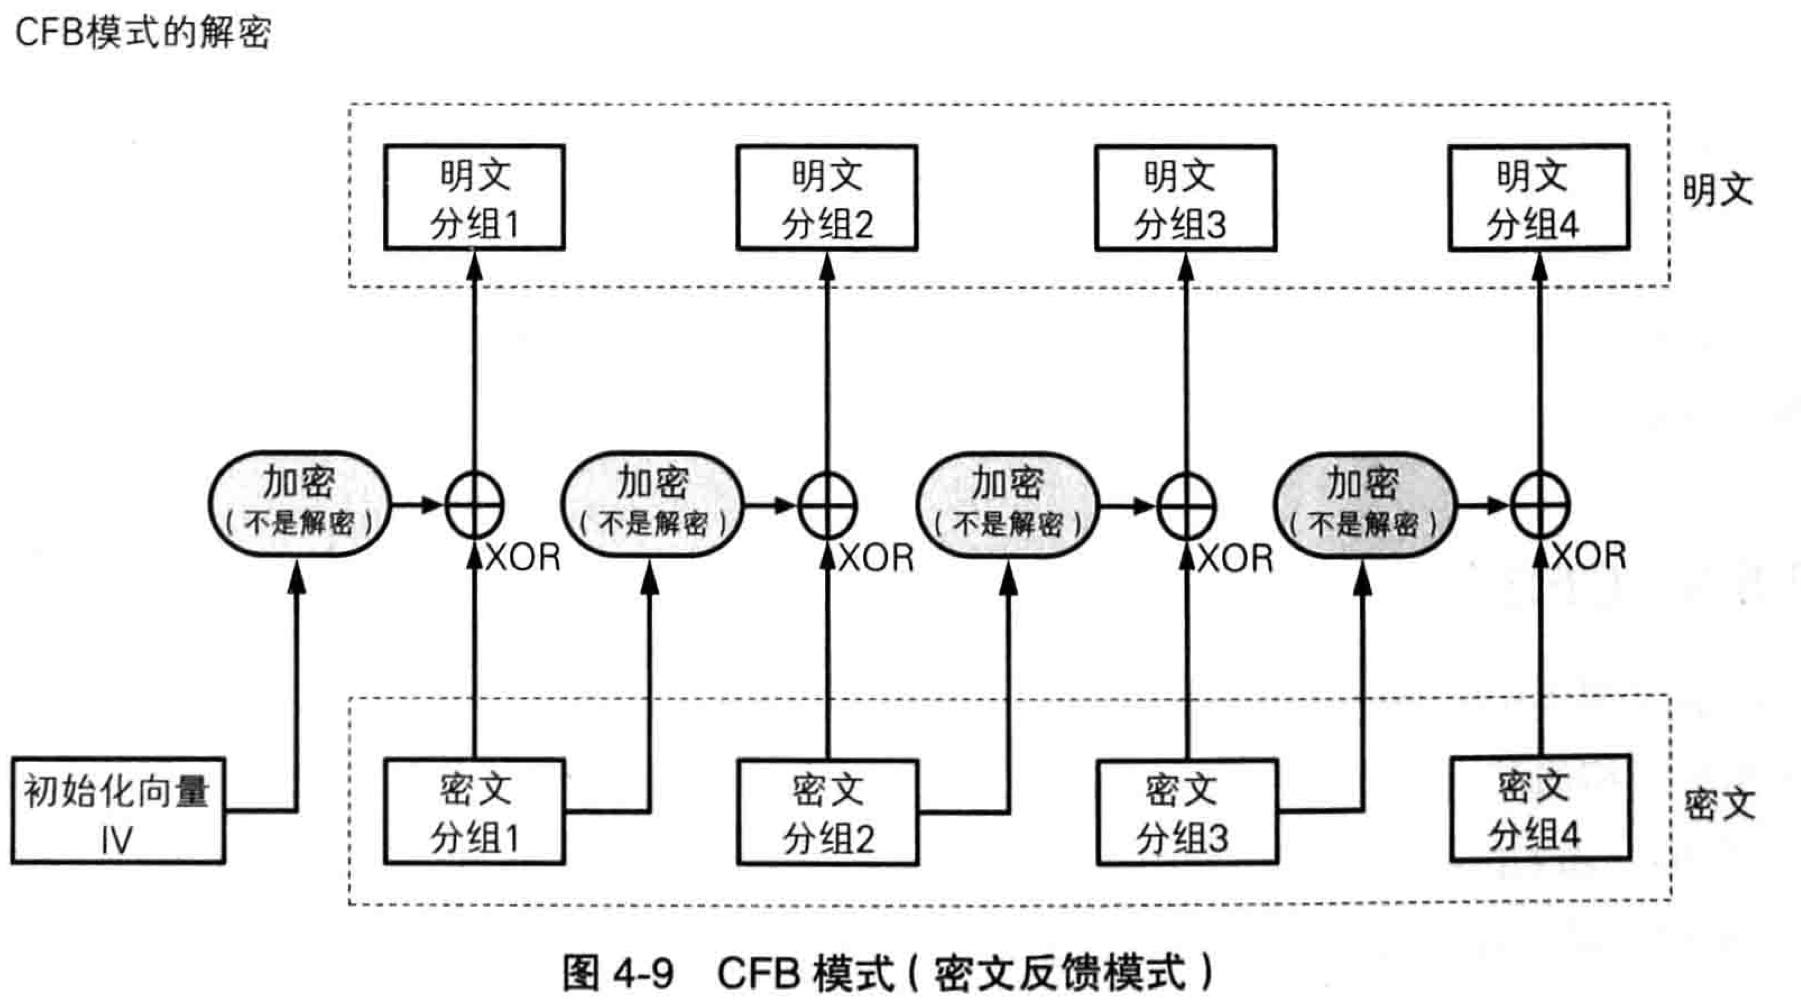 CFB模式的解密
明文
分组1
明文
分组2
明文
分组3
明文
分组4
明文
加密
(不是解密)
XOR
加密
(不是解密)
XOR
加密
(不是解密)
XOR
加密
(不是解密)
XOR
初始化向量
IV
密文
分组1
密文
分组2
密文
分组3
密文
分组4
密文
图 4-9 CFB 模式(密文反馈模式)